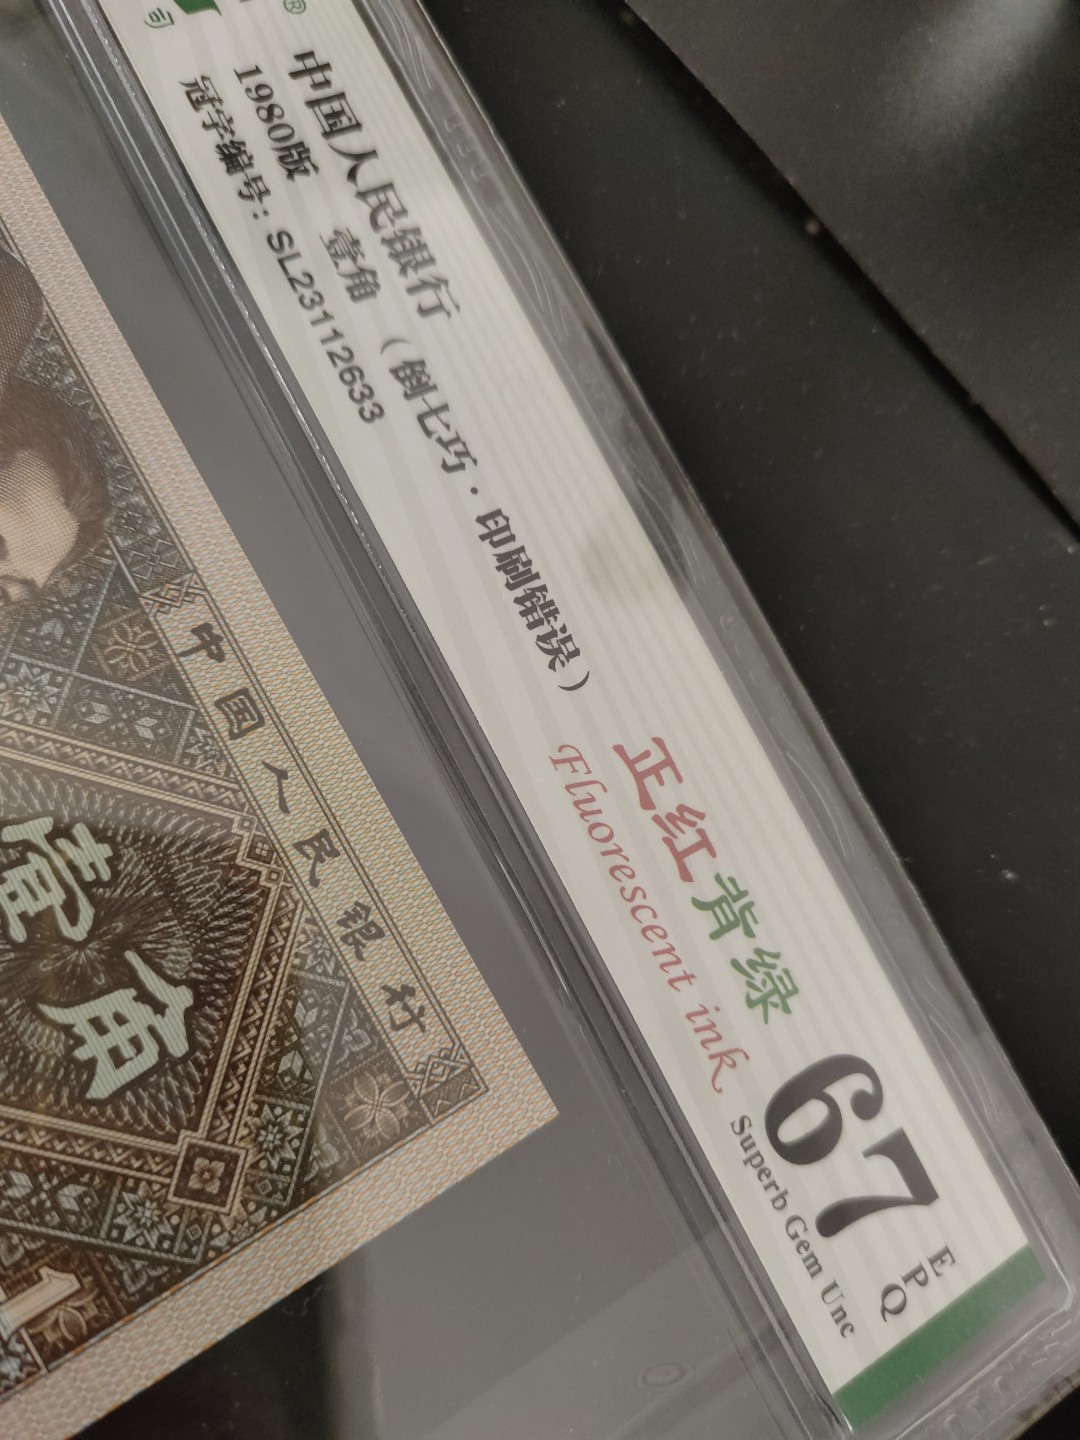 ®
司
中国人民银行
1980版 壹角 （倒七巧·印刷错误）
冠字编号：SL23112633
正红背绿
Fluorescent ink
67
EPQ
Superb Gem Unc
中国人民银行
壹角
1